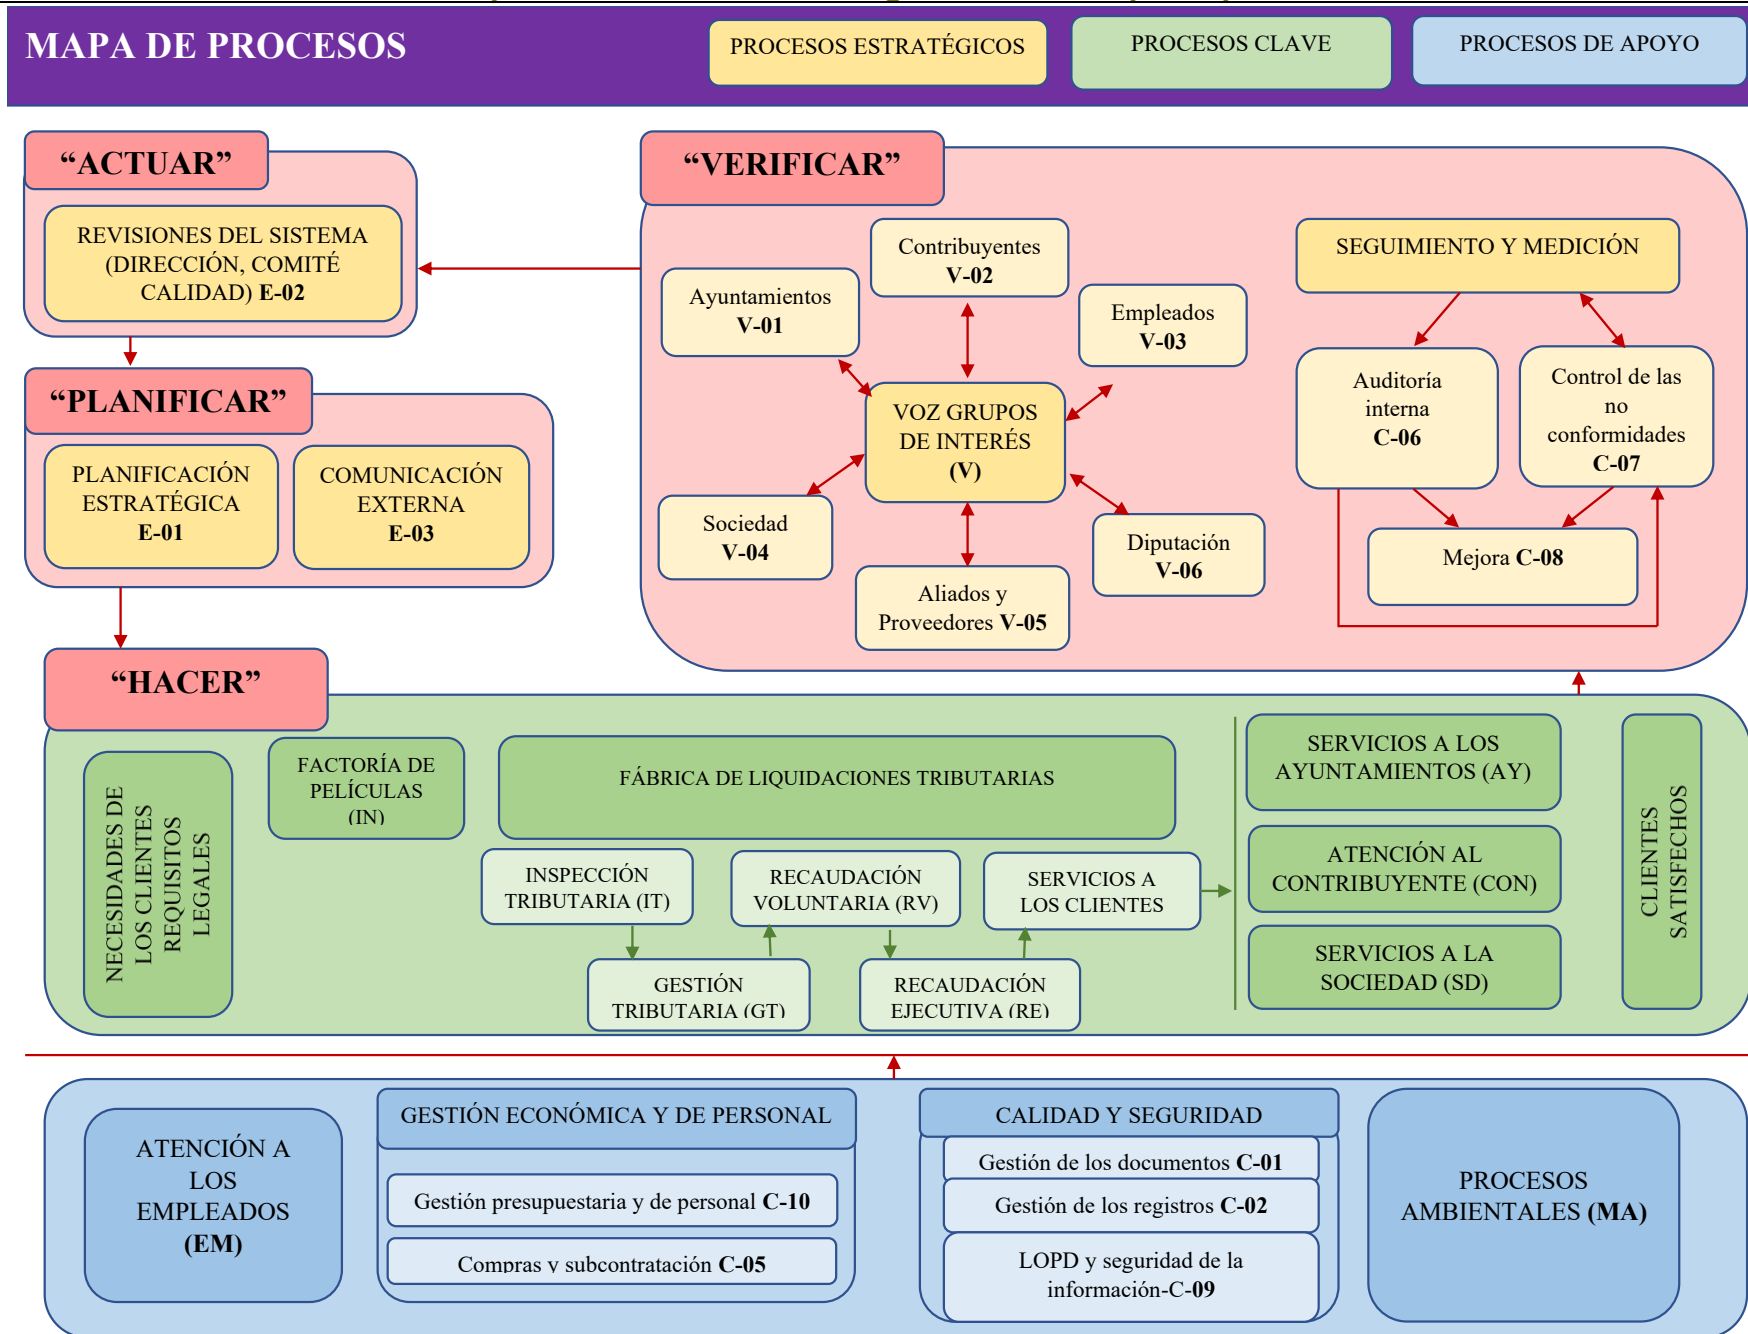 MAPA DE PROCESOS
PROCESOS ESTRATÉGICOS
PROCESOS CLAVE
PROCESOS DE APOYO
“ACTUAR”
REVISIONES DEL SISTEMA
(DIRECCIÓN, COMITÉ
CALIDAD) E-02
“PLANIFICAR”
PLANIFICACIÓN
ESTRATÉGICA
E-01
COMUNICACIÓN
EXTERNA
E-03
“VERIFICAR”
Contribuyentes
V-02
Ayuntamientos
V-01
Empleados
V-03
VOZ GRUPOS
DE INTERÉS
(V)
Sociedad
V-04
Diputación
V-06
Aliados y
Proveedores V-05
SEGUIMIENTO Y MEDICIÓN
Auditoría
interna
C-06
Control de las
no
conformidades
C-07
Mejora C-08
“HACER”
NECESIDADES DE
LOS CLIENTES
REQUISITOS
LEGALES
FACTORÍA DE
PELÍCULAS
(IN)
FÁBRICA DE LIQUIDACIONES TRIBUTARIAS
INSPECCIÓN
TRIBUTARIA (IT)
RECAUDACIÓN
VOLUNTARIA (RV)
SERVICIOS A
LOS CLIENTES
GESTIÓN
TRIBUTARIA (GT)
RECAUDACIÓN
EJECUTIVA (RE)
SERVICIOS A LOS
AYUNTAMIENTOS (AY)
ATENCIÓN AL
CONTRIBUYENTE (CON)
SERVICIOS A LA
SOCIEDAD (SD)
CLIENTES
SATISFECHOS
ATENCIÓN A
LOS
EMPLEADOS
(EM)
GESTIÓN ECONÓMICA Y DE PERSONAL
Gestión presupuestaria y de personal C-10
Compras y subcontratación C-05
CALIDAD Y SEGURIDAD
Gestión de los documentos C-01
Gestión de los registros C-02
LOPD y seguridad de la
información-C-09
PROCESOS
AMBIENTALES (MA)